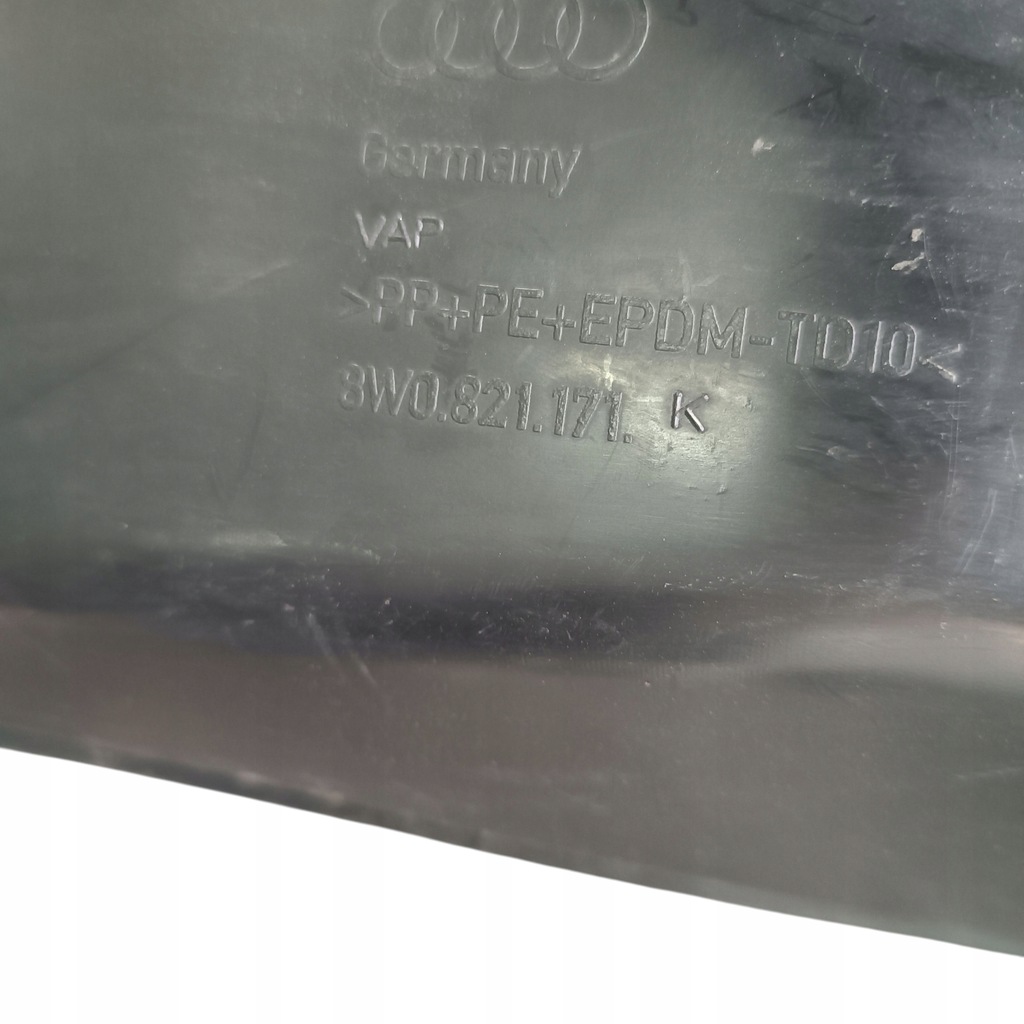 Germany
VAP
>PP+PE+EPDM-TD10<
8W0.821.171. K